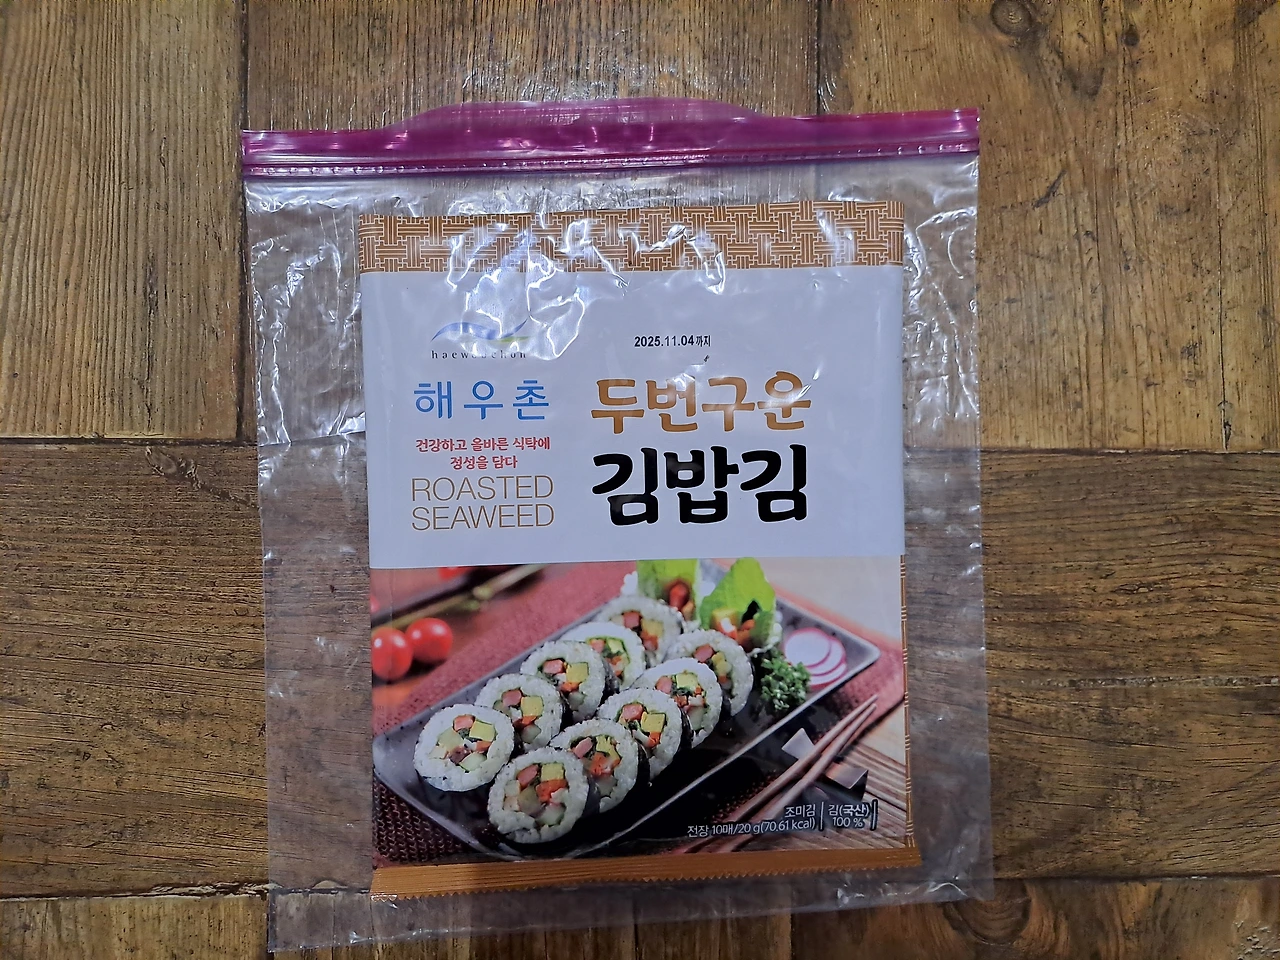 2025.11.04까지
haewoochon
해우촌
두번구운
건강하고 올바른 식탁에
정성을 담다
김밥김
ROASTED
SEAWEED
조미김
전장 10매/20 g(70.61 kcal)
김(국산)
100 %